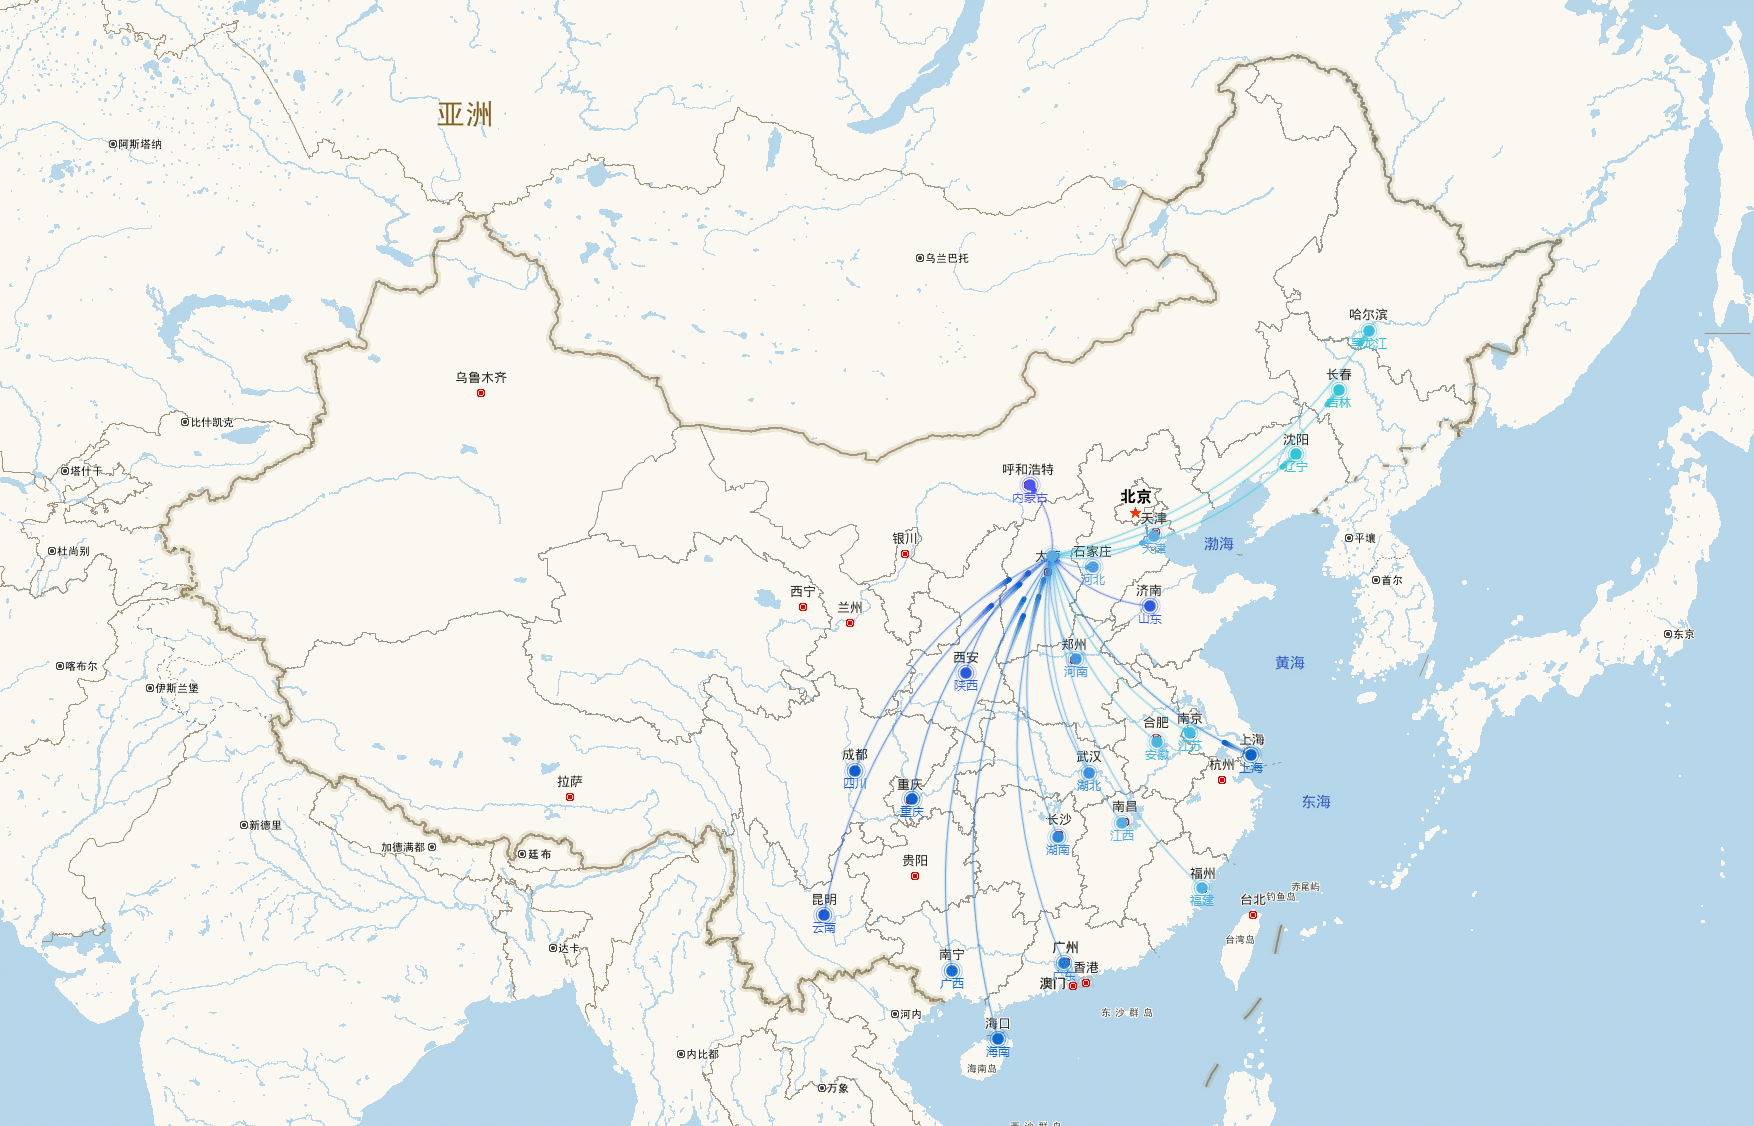 亚洲
阿斯塔纳
乌兰巴托
哈尔滨
黑龙江
长春
吉林
乌鲁木齐
比什凯克
沈阳
辽宁
塔什干
呼和浩特
内蒙古
北京
天津
天津
银川
石家庄
河北
渤海
平壤
杜尚别
首尔
西宁
兰州
济南
山东
东京
喀布尔
郑州
河南
黄海
西安
陕西
伊斯兰堡
合肥
安徽
南京
江苏
上海
上海
成都
四川
武汉
湖北
杭州
拉萨
重庆
重庆
东海
南昌
江西
新德里
长沙
湖南
加德满都
廷布
贵阳
福州
福建
赤尾屿
钓鱼岛
台北
昆明
云南
台湾岛
达卡
南宁
广西
广州
广东
香港
澳门
河内
东沙群岛
海口
海南
内比都
海南岛
万象